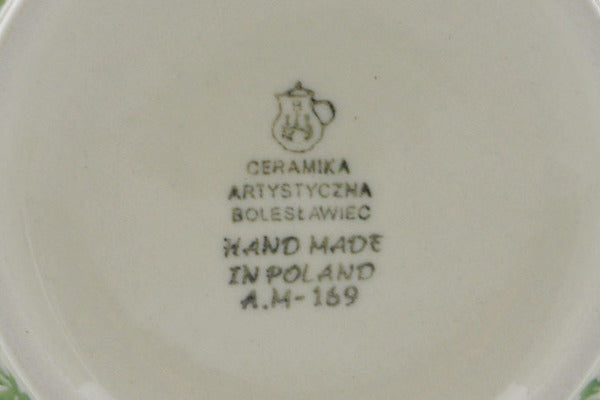 CERAMIKA
ARTYSTYCZNA
BOLESŁAWIEC
HAND MADE
IN POLAND
A.M-169